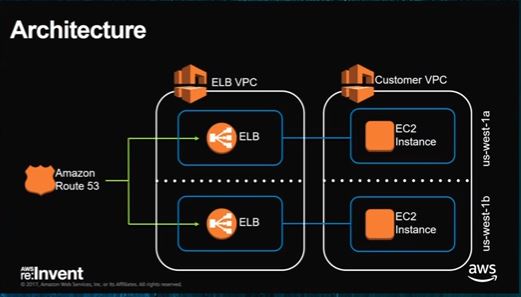 Architecture
ELB VPC
Customer VPC
ELB
EC2
Instance
us-west-1a
Amazon
Route 53
ELB
EC2
Instance
us-west-1b
AWS
re:Invent
© 2017, Amazon Web Services, Inc. or its Affiliates. All rights reserved.
aws